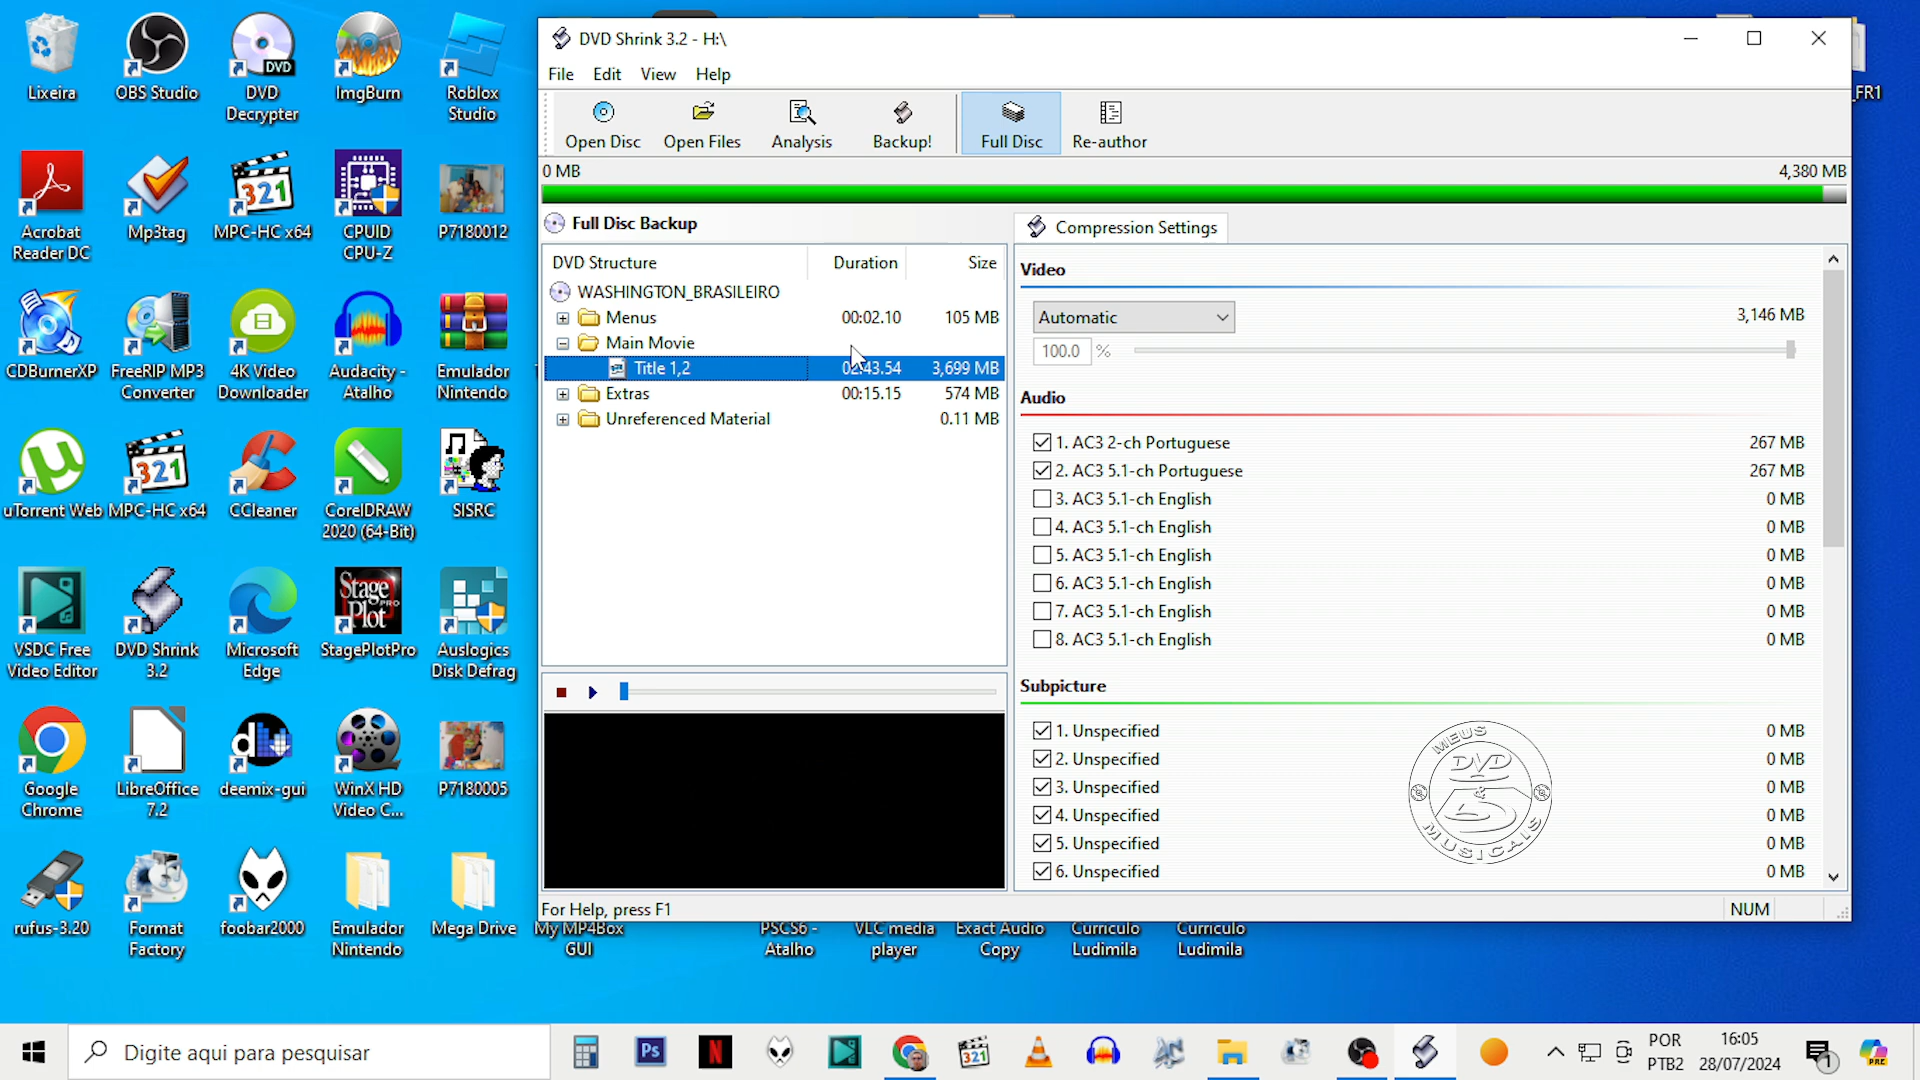 Lixeira
OBS Studio
DVD
DVD
Decrypter
ImgBurn
Roblox
Studio
Acrobat
Reader DC
Mp3tag
321
MPC-HC x64
CPUID
CPU-Z
P7180012
CDBurnerXP
FreeRIP MP3
Converter
4K Video
Downloader
Audacity -
Atalho
Emulador
Nintendo
uTorrent Web
321
MPC-HC x64
CCleaner
CorelDRAW
2020 (64-Bit)
SISRC
VSDC Free
Video Editor
DVD Shrink
3.2
Microsoft
Edge
Stage
PRO
Plot
StagePlotPro
Auslogics
Disk Defrag
Google
Chrome
LibreOffice
7.2
d
deemix-gui
WinX HD
Video C...
P7180005
rufus-3.20
Format
Factory
foobar2000
Emulador
Nintendo
Mega Drive
My MP4Box
GUI
PSCS6 -
Atalho
VLC media
player
Exact Audio
Copy
Curriculo
Ludimila
Curriculo
Ludimila
_FR1
DVD Shrink 3.2 - H:\
File Edit View Help
Open Disc Open Files Analysis Backup! Full Disc Re-author
0 MB 4,380 MB
Full Disc Backup
DVD Structure Duration Size
WASHINGTON_BRASILEIRO
Menus 00:02.10 105 MB
Main Movie
Title 1,2 02:43.54 3,699 MB
Extras 00:15.15 574 MB
Unreferenced Material 0.11 MB
Compression Settings
Video
Automatic 3,146 MB
100.0 %
Audio
1. AC3 2-ch Portuguese 267 MB
2. AC3 5.1-ch Portuguese 267 MB
3. AC3 5.1-ch English 0 MB
4. AC3 5.1-ch English 0 MB
5. AC3 5.1-ch English 0 MB
6. AC3 5.1-ch English 0 MB
7. AC3 5.1-ch English 0 MB
8. AC3 5.1-ch English 0 MB
Subpicture
1. Unspecified 0 MB
2. Unspecified 0 MB
3. Unspecified 0 MB
4. Unspecified 0 MB
5. Unspecified 0 MB
6. Unspecified 0 MB
MEUS
DVD
&
MUSICAIS
For Help, press F1 NUM
Digite aqui para pesquisar
Ps
N
321
POR
PTB2
16:05
28/07/2024
1
PRE